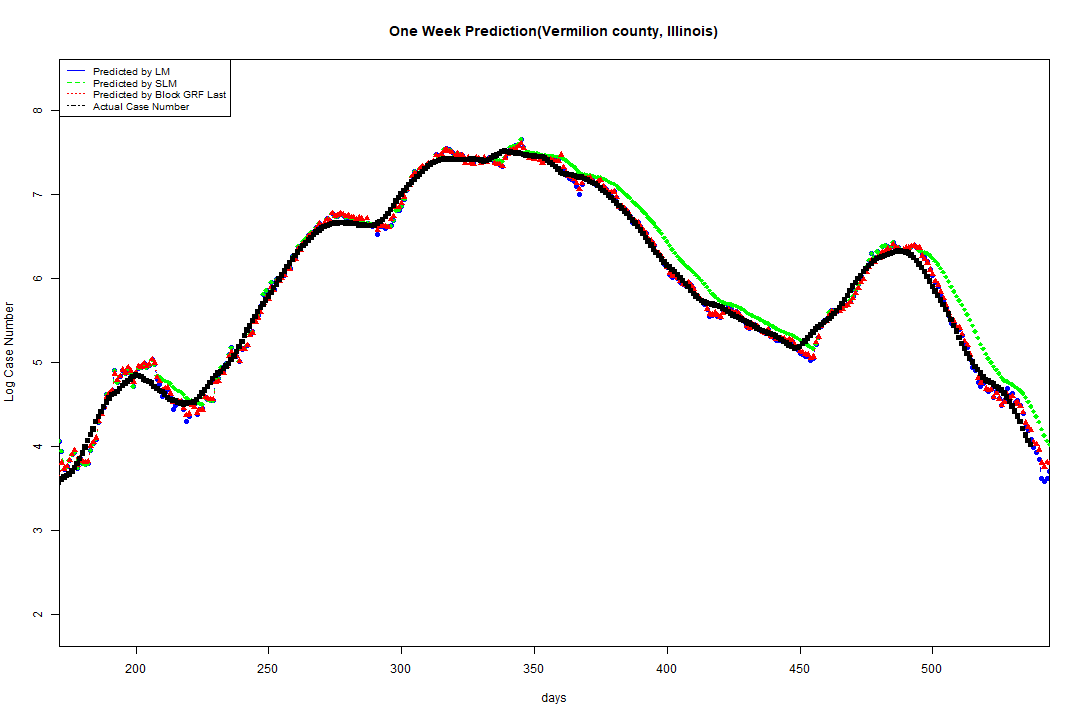 One Week Prediction(Vermilion county, Illinois)
Predicted by LM
Predicted by SLM
Predicted by Block GRF Last
Actual Case Number
8
7
6
5
4
3
2
Log Case Number
200 250 300 350 400 450 500
days